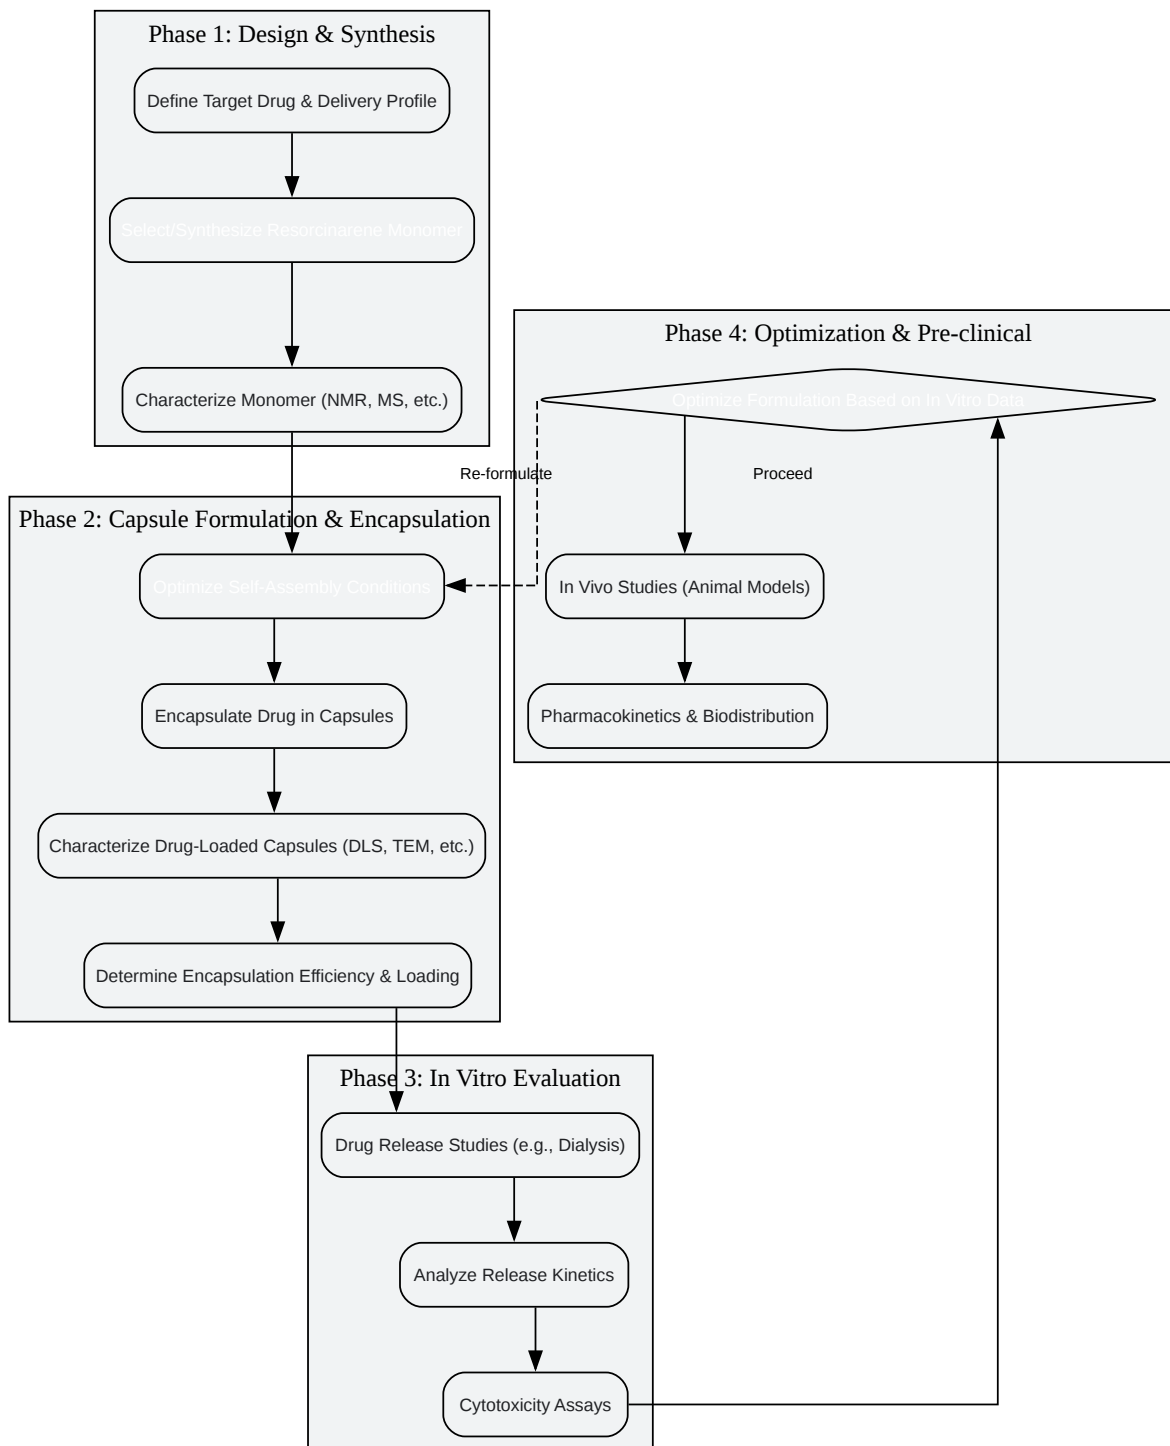 Phase 1: Design & Synthesis
Define Target Drug & Delivery Profile
Select/Synthesize Resorcinarene Monomer
Characterize Monomer (NMR, MS, etc.)
Phase 4: Optimization & Pre-clinical
Optimize Formulation Based on In Vitro Data
Re-formulate
Proceed
In Vivo Studies (Animal Models)
Pharmacokinetics & Biodistribution
Phase 2: Capsule Formulation & Encapsulation
Optimize Self-Assembly Conditions
Encapsulate Drug in Capsules
Characterize Drug-Loaded Capsules (DLS, TEM, etc.)
Determine Encapsulation Efficiency & Loading
Phase 3: In Vitro Evaluation
Drug Release Studies (e.g., Dialysis)
Analyze Release Kinetics
Cytotoxicity Assays